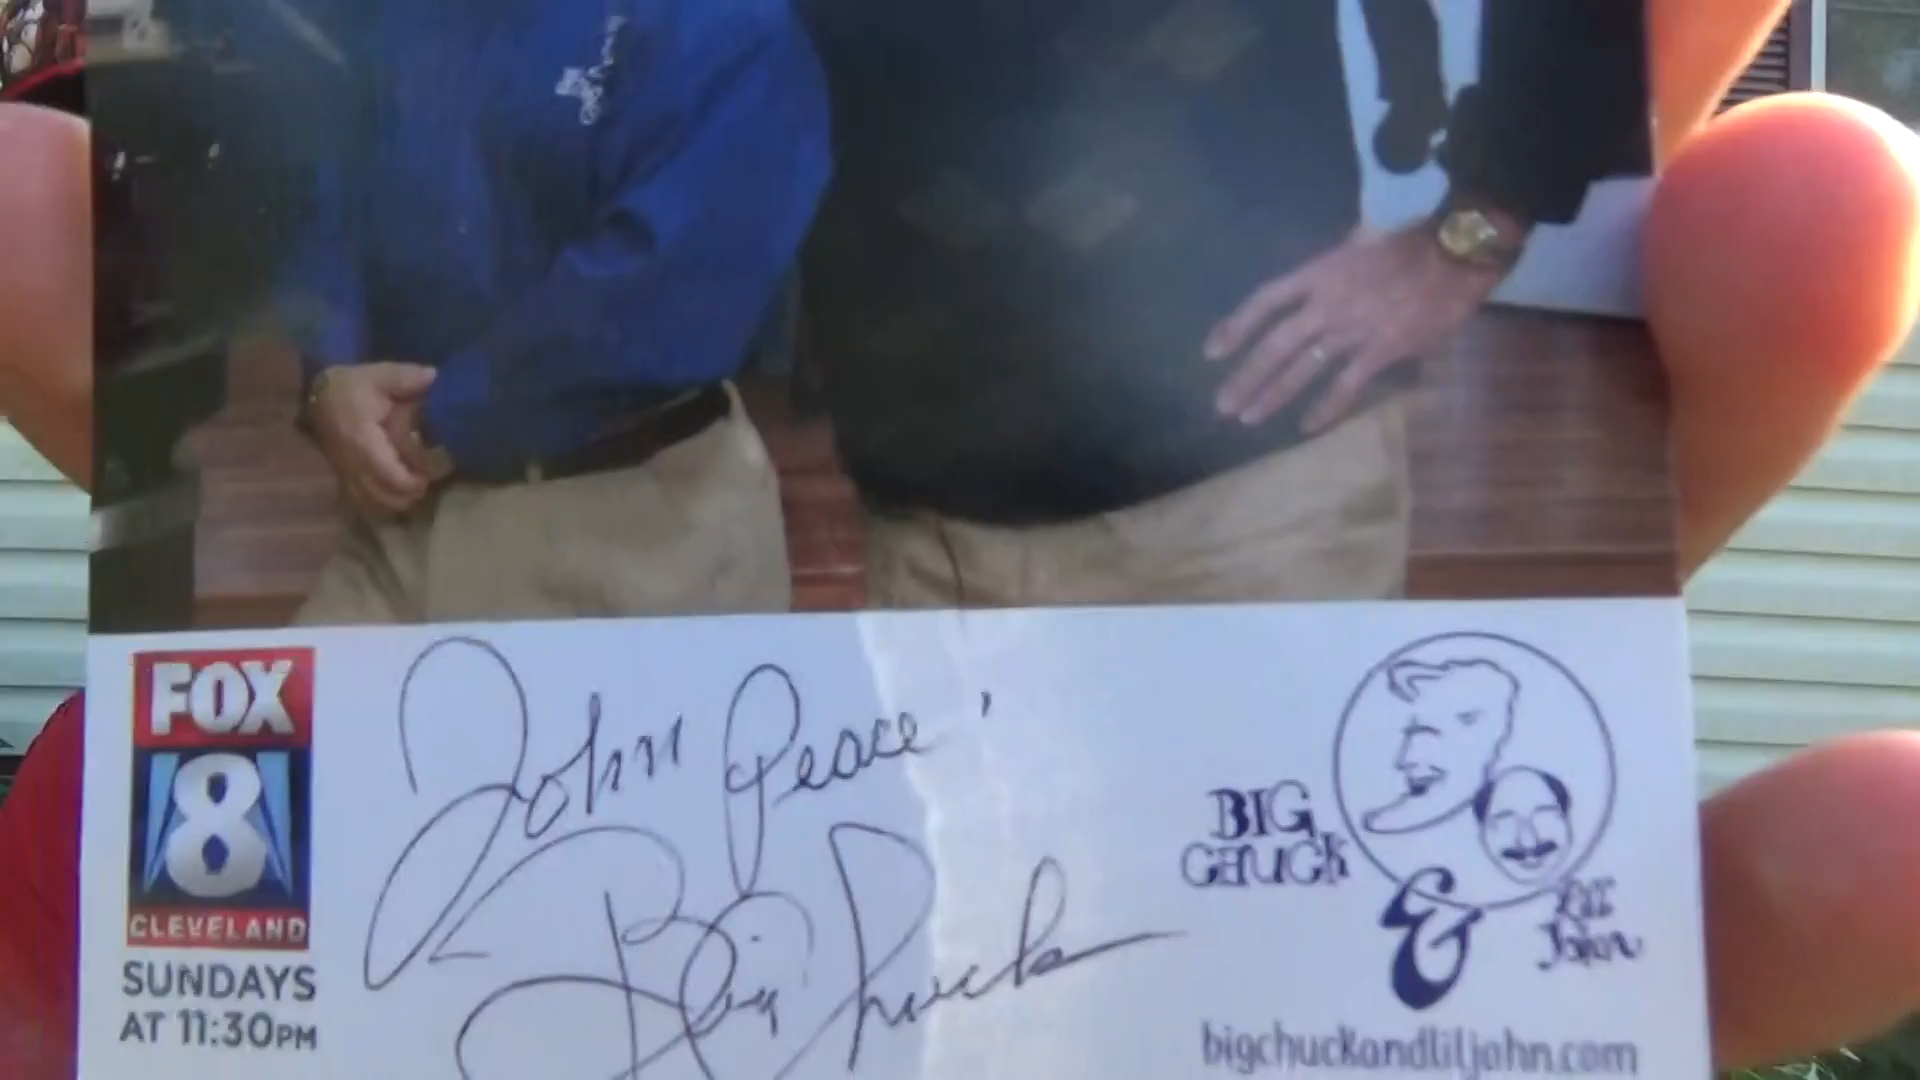 FOX
8
CLEVELAND
SUNDAYS
AT 11:30PM
John Peace!
Big Chuck
BIG
CHUCK
&
Lil'
John
bigchuckandliljohn.com